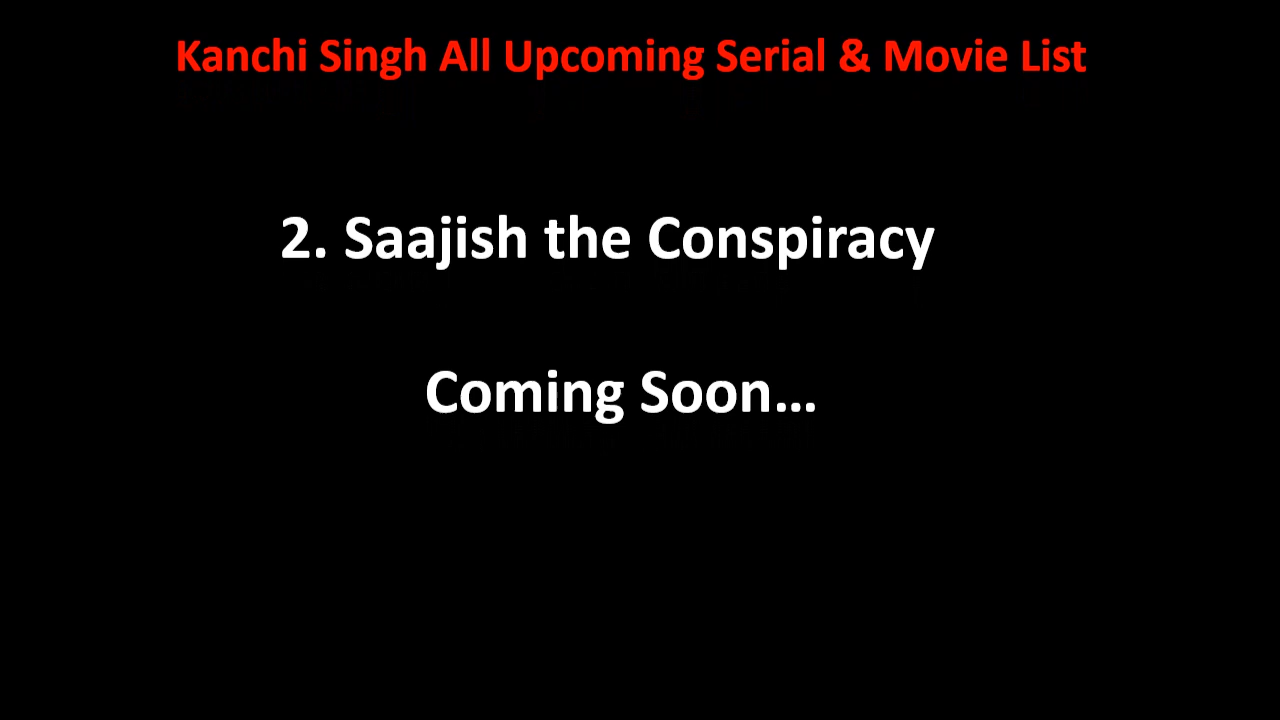 Kanchi Singh All Upcoming Serial & Movie List
2. Saajish the Conspiracy
Coming Soon...